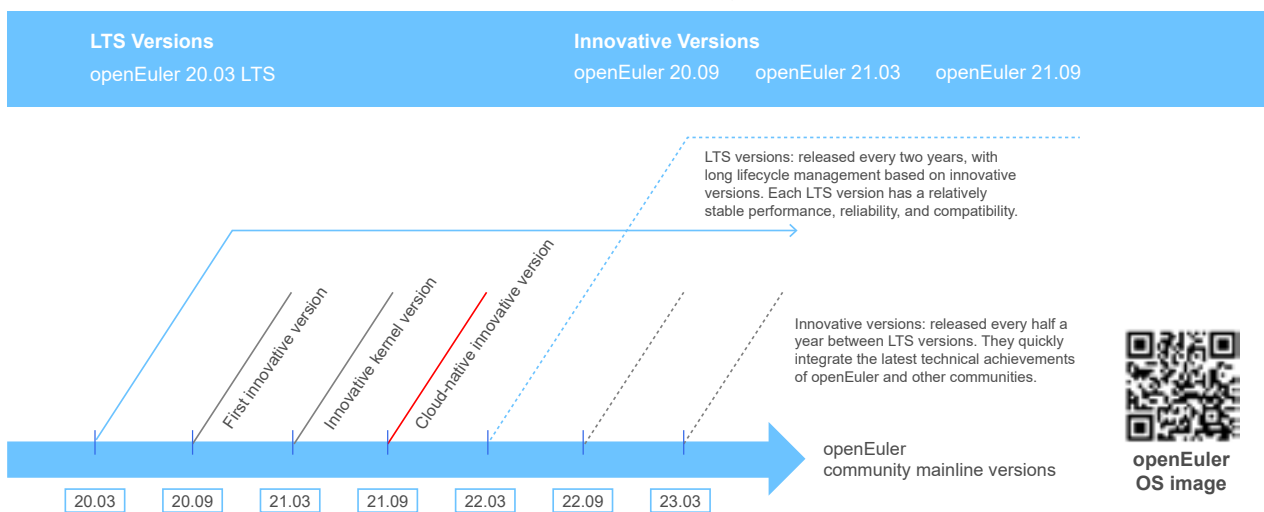 LTS Versions
openEuler 20.03 LTS
Innovative Versions
openEuler 20.09 openEuler 21.03 openEuler 21.09
LTS versions: released every two years, with
long lifecycle management based on innovative
versions. Each LTS version has a relatively
stable performance, reliability, and compatibility.
First innovative version
Innovative kernel version
Cloud-native innovative version
Innovative versions: released every half a
year between LTS versions. They quickly
integrate the latest technical achievements
of openEuler and other communities.
openEuler
community mainline versions
openEuler
OS image
20.03 20.09 21.03 21.09 22.03 22.09 23.03